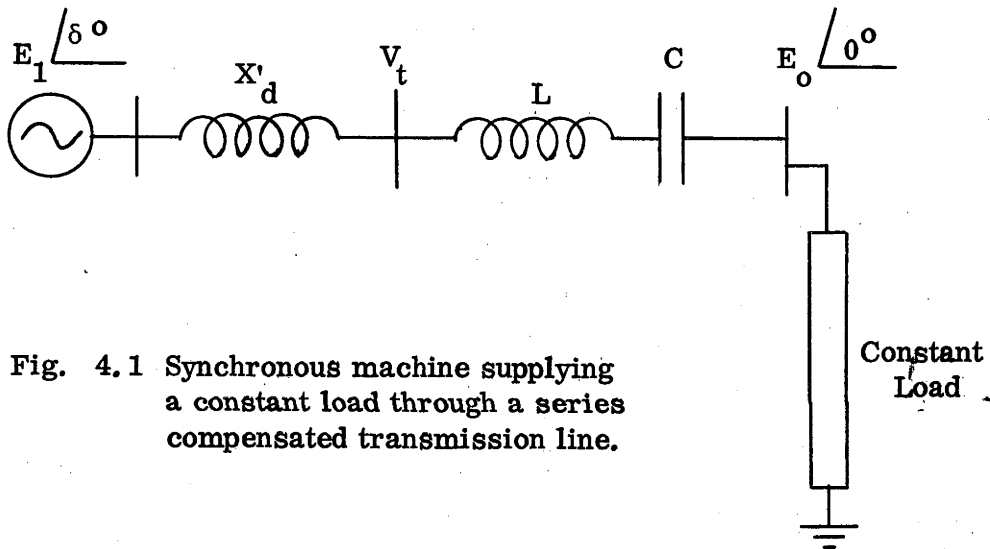 E1 δ°
X'd
Vt
L
C
Eo 0°
Constant
Load
Fig. 4.1 Synchronous machine supplying
a constant load through a series
compensated transmission line.